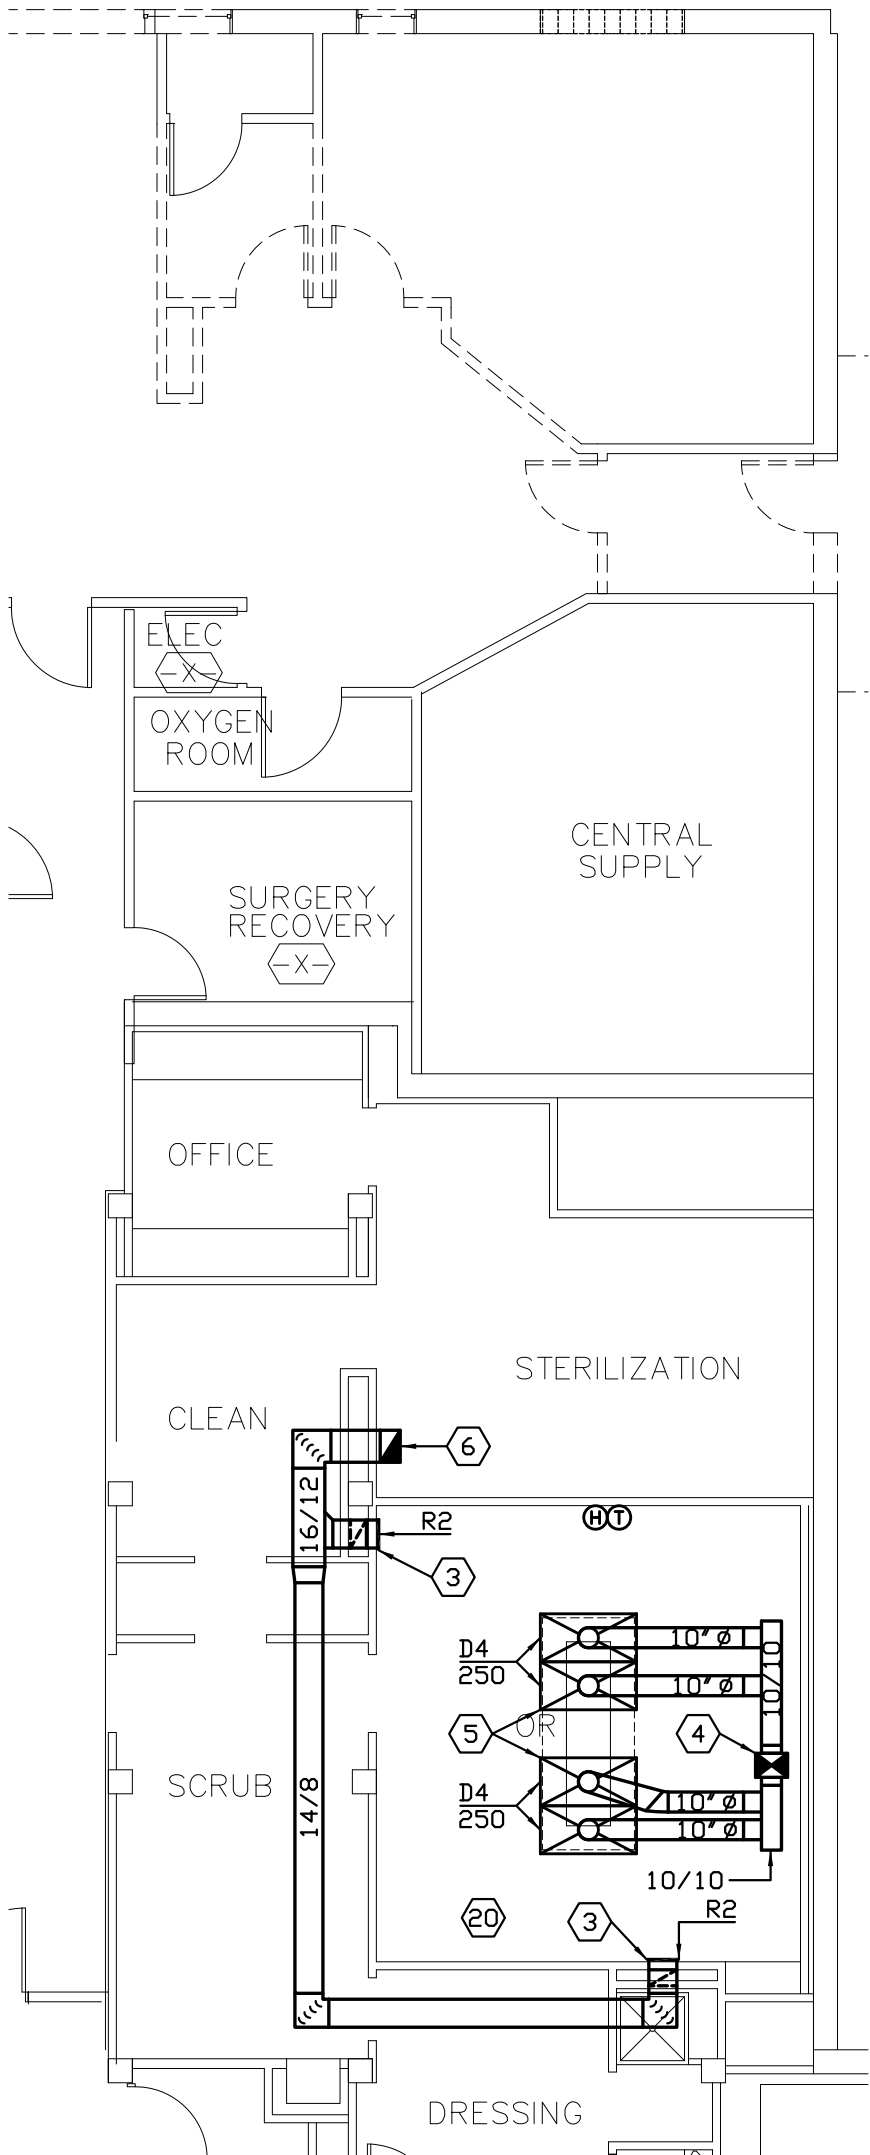 ELEC
-X-
OXYGEN
ROOM
CENTRAL
SUPPLY
SURGERY
RECOVERY
-X-
OFFICE
STERILIZATION
CLEAN
6
16/12
R2
H T
3
D4
250
10" ø
10/10
10" ø
5
OR
4
SCRUB
14/8
D4
250
10" ø
10" ø
10/10
20
3
R2
DRESSING